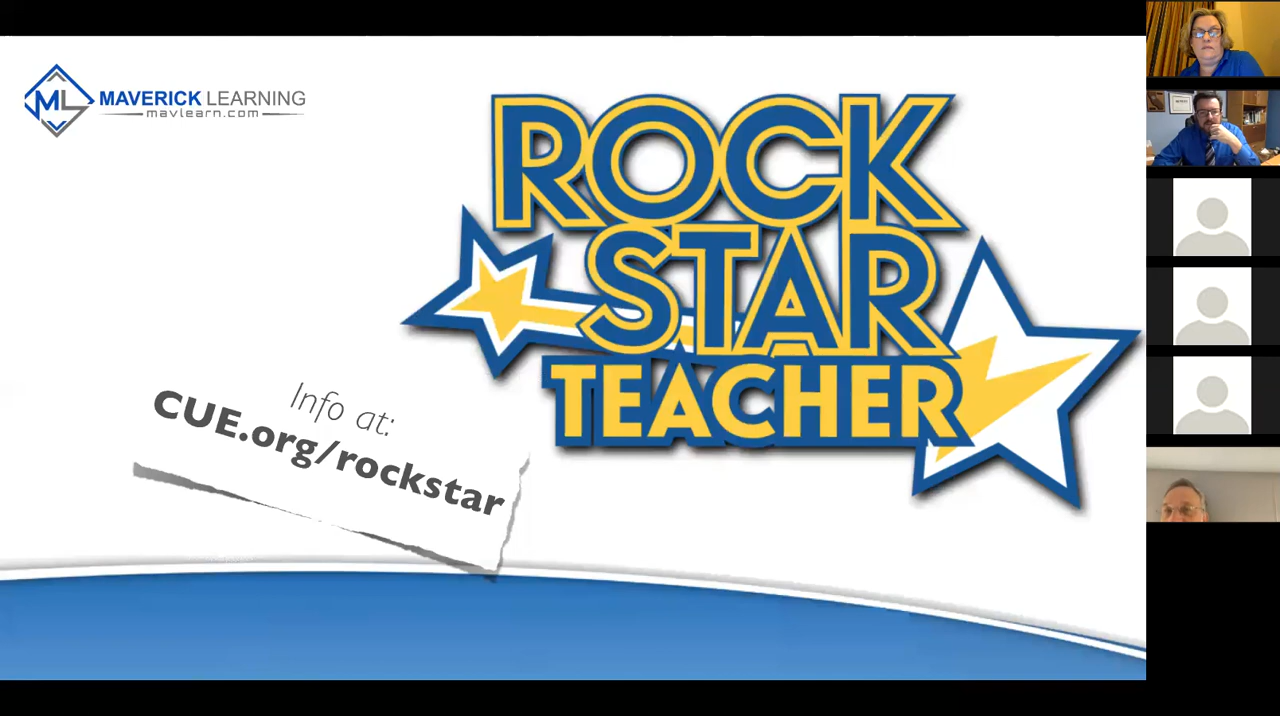 MAVERICK LEARNING
mavlearn.com
ROCK
STAR
TEACHER
Info at:
CUE.org/rockstar